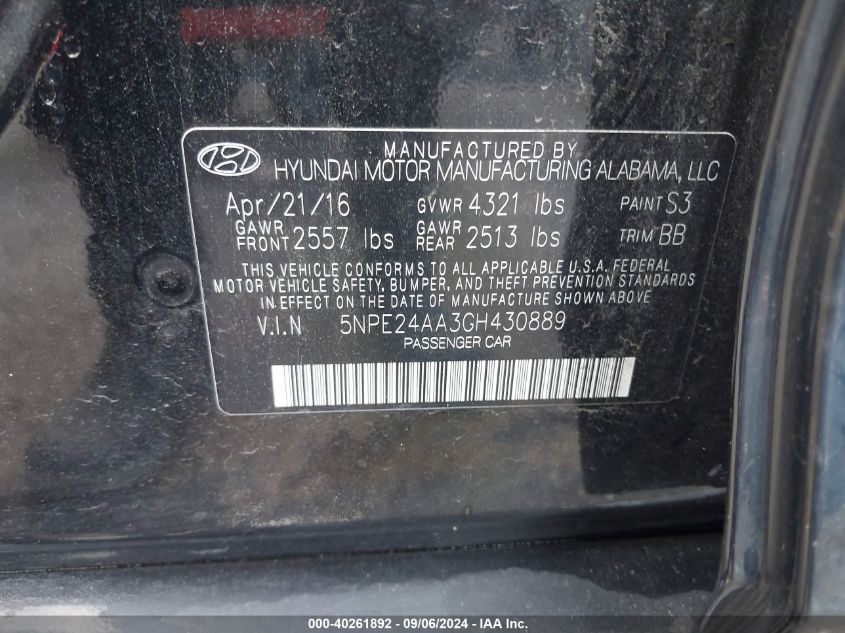 MANUFACTURED BY
HYUNDAI MOTOR MANUFACTURING ALABAMA, LLC
Apr/21/16 GVWR 4321 lbs PAINT S3
GAWR FRONT 2557 lbs GAWR REAR 2513 lbs TRIM BB
THIS VEHICLE CONFORMS TO ALL APPLICABLE U.S.A. FEDERAL
MOTOR VEHICLE SAFETY, BUMPER, AND THEFT PREVENTION STANDARDS
IN EFFECT ON THE DATE OF MANUFACTURE SHOWN ABOVE.
V.I.N 5NPE24AA3GH430889
PASSENGER CAR
000-40261892 - 09/06/2024 - © IAA Holdings, LLC.